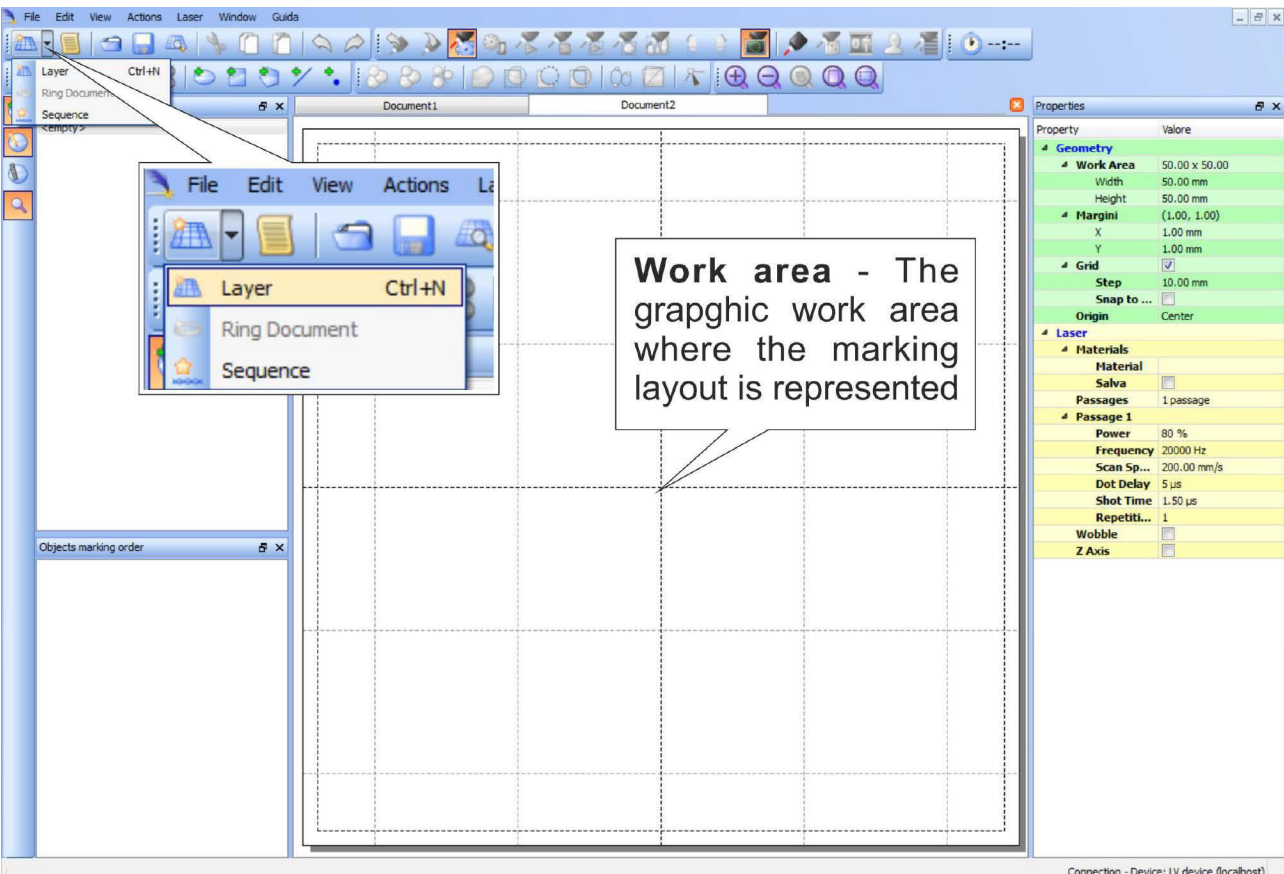 File Edit View Actions Laser Window Guida
--:--
Layer Ctrl+N
Ring Document
Sequence
<empty>
Document1 Document2
File Edit View Actions La
Layer Ctrl+N
Ring Document
Sequence
Work area - The
grapghic work area
where the marking
layout is represented
Objects marking order
Properties
Property Valore
Geometry
Work Area 50.00 x 50.00
Width 50.00 mm
Height 50.00 mm
Margini (1.00, 1.00)
X 1.00 mm
Y 1.00 mm
Grid
Step 10.00 mm
Snap to ...
Origin Center
Laser
Materials
Material
Salva
Passages 1 passage
Passage 1
Power 80 %
Frequency 20000 Hz
Scan Sp... 200.00 mm/s
Dot Delay 5 µs
Shot Time 1.50 µs
Repetiti... 1
Wobble
Z Axis
Connection - Device: LV device (localhost)